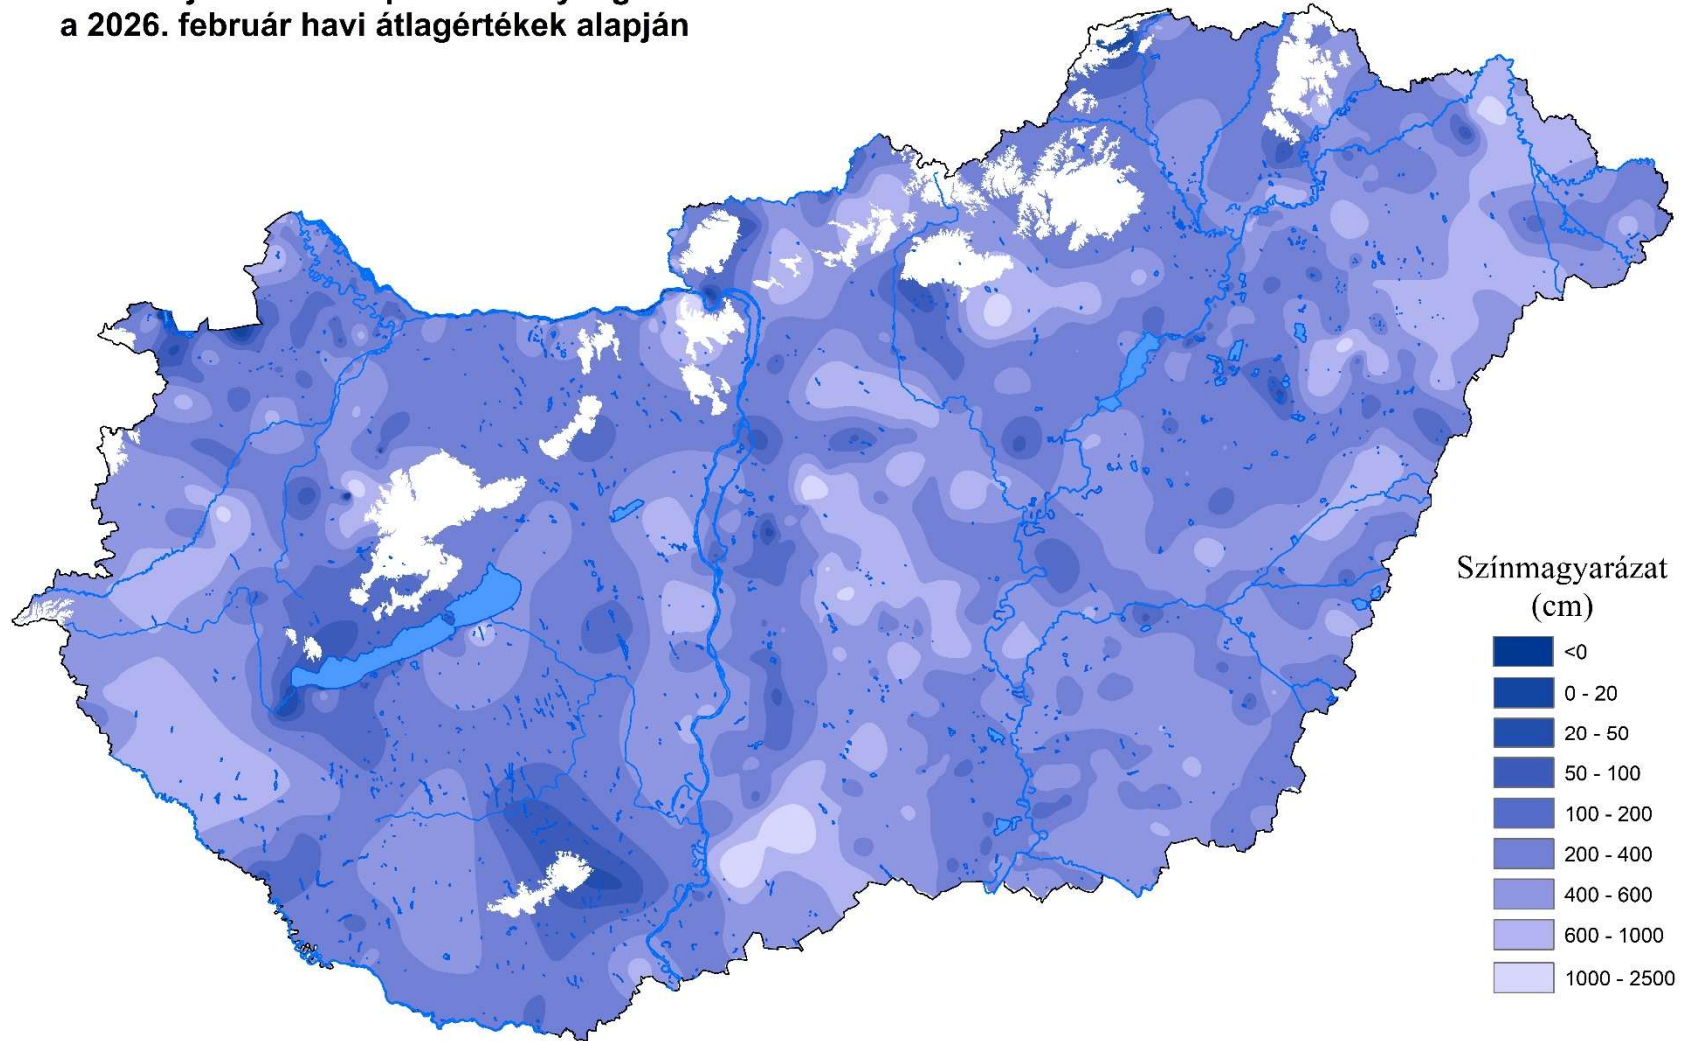 a 2026. február havi átlagértékek alapján
Színmagyarázat
(cm)
<0
0 - 20
20 - 50
50 - 100
100 - 200
200 - 400
400 - 600
600 - 1000
1000 - 2500